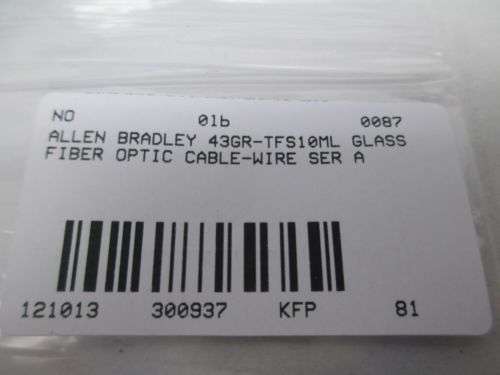 NO 01b 0087
ALLEN BRADLEY 43GR-TFS10ML GLASS
FIBER OPTIC CABLE-WIRE SER A
121013 300937 KFP 81